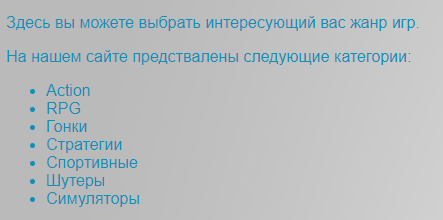 Здесь вы можете выбрать интересующий вас жанр игр.
На нашем сайте предствалены следующие категории:
Action
RPG
Гонки
Стратегии
Спортивные
Шутеры
Симуляторы